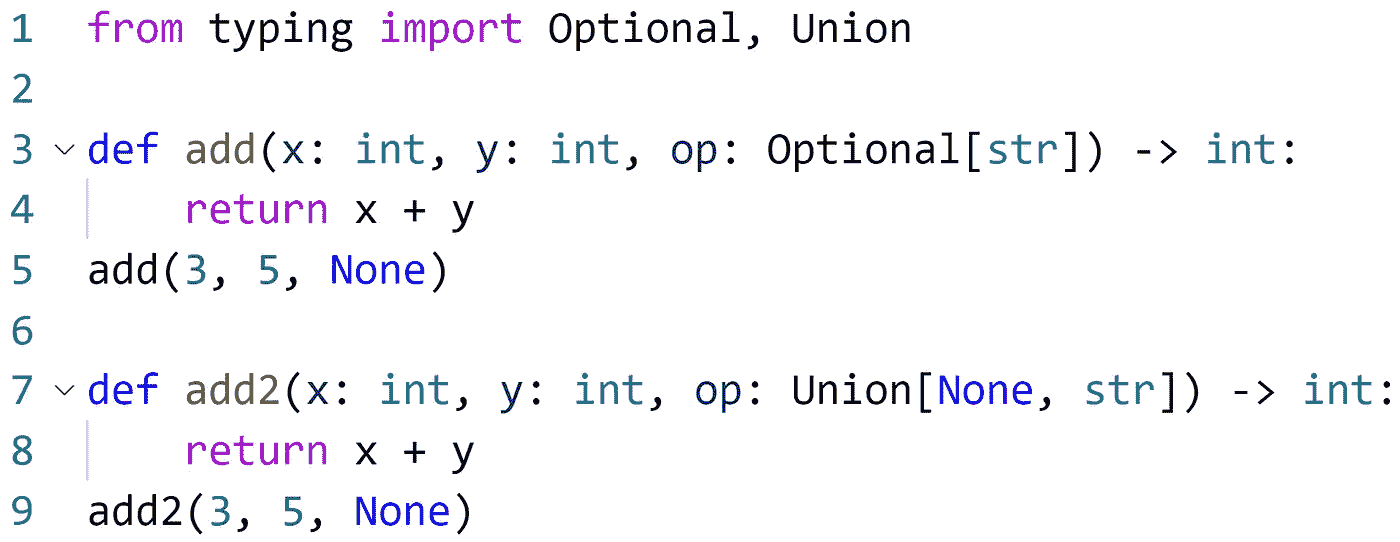 1 from typing import Optional, Union
2
3 def add(x: int, y: int, op: Optional[str]) -> int:
4     return x + y
5 add(3, 5, None)
6
7 def add2(x: int, y: int, op: Union[None, str]) -> int:
8     return x + y
9 add2(3, 5, None)